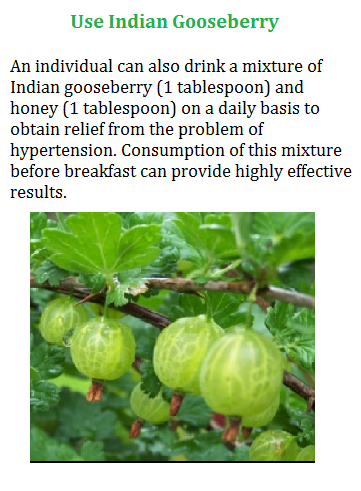 Use Indian Gooseberry
An individual can also drink a mixture of
Indian gooseberry (1 tablespoon) and
honey (1 tablespoon) on a daily basis to
obtain relief from the problem of
hypertension. Consumption of this mixture
before breakfast can provide highly effective
results.